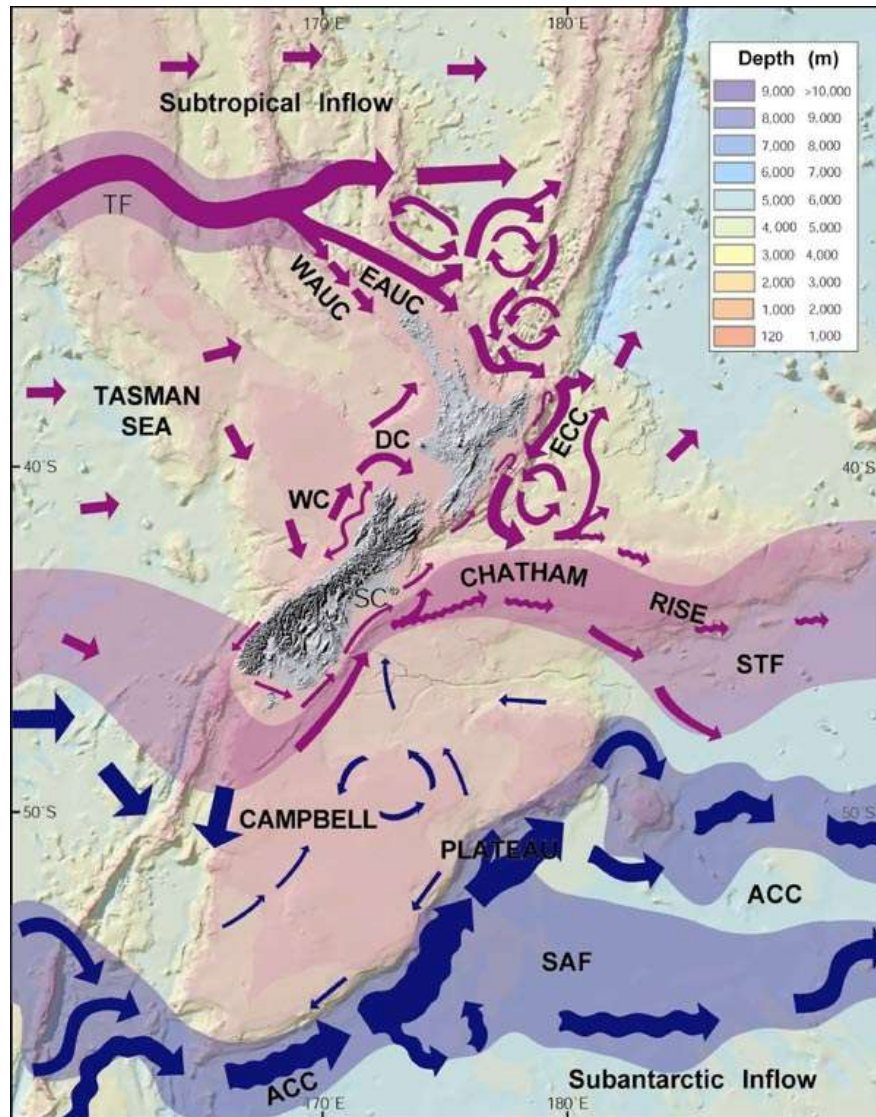 170°E 180°E
Depth (m)
9,000 >10,000
8,000 9,000
7,000 8,000
6,000 7,000
5,000 6,000
4,000 5,000
3,000 4,000
2,000 3,000
1,000 2,000
120 1,000
Subtropical Inflow
TF
WAUC
EAUC
TASMAN
SEA
DC
ECC
40°S 40°S
WC
CHATHAM
SC
RISE
STF
50°S 50°S
CAMPBELL
PLATEAU
ACC
SAF
ACC
Subantarctic Inflow
170°E 180°E